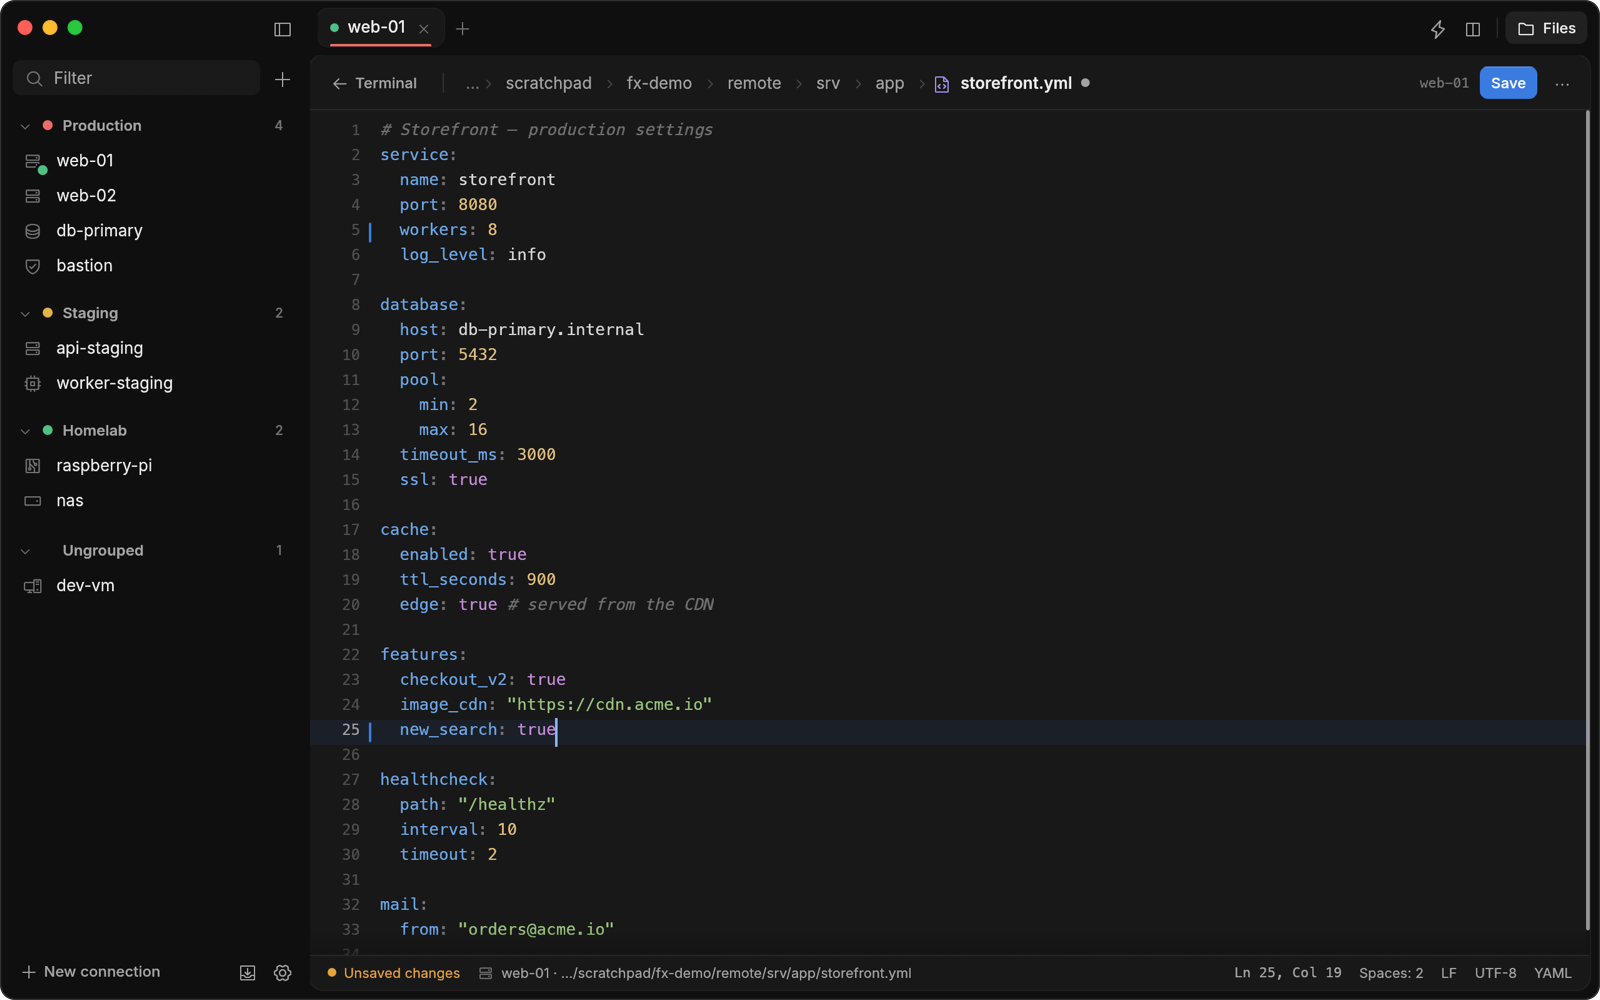 web-01
Files
Filter
Production 4
web-01
web-02
db-primary
bastion
Staging 2
api-staging
worker-staging
Homelab 2
raspberry-pi
nas
Ungrouped 1
dev-vm
New connection
Terminal
... > scratchpad > fx-demo > remote > srv > app > storefront.yml
web-01
Save
...
1 # Storefront — production settings
2 service:
3   name: storefront
4   port: 8080
5   workers: 8
6   log_level: info
7
8 database:
9   host: db-primary.internal
10   port: 5432
11   pool:
12     min: 2
13     max: 16
14   timeout_ms: 3000
15   ssl: true
16
17 cache:
18   enabled: true
19   ttl_seconds: 900
20   edge: true # served from the CDN
21
22 features:
23   checkout_v2: true
24   image_cdn: "https://cdn.acme.io"
25   new_search: true
26
27 healthcheck:
28   path: "/healthz"
29   interval: 10
30   timeout: 2
31
32 mail:
33   from: "orders@acme.io"
34
Unsaved changes
web-01 · .../scratchpad/fx-demo/remote/srv/app/storefront.yml
Ln 25, Col 19
Spaces: 2
LF
UTF-8
YAML